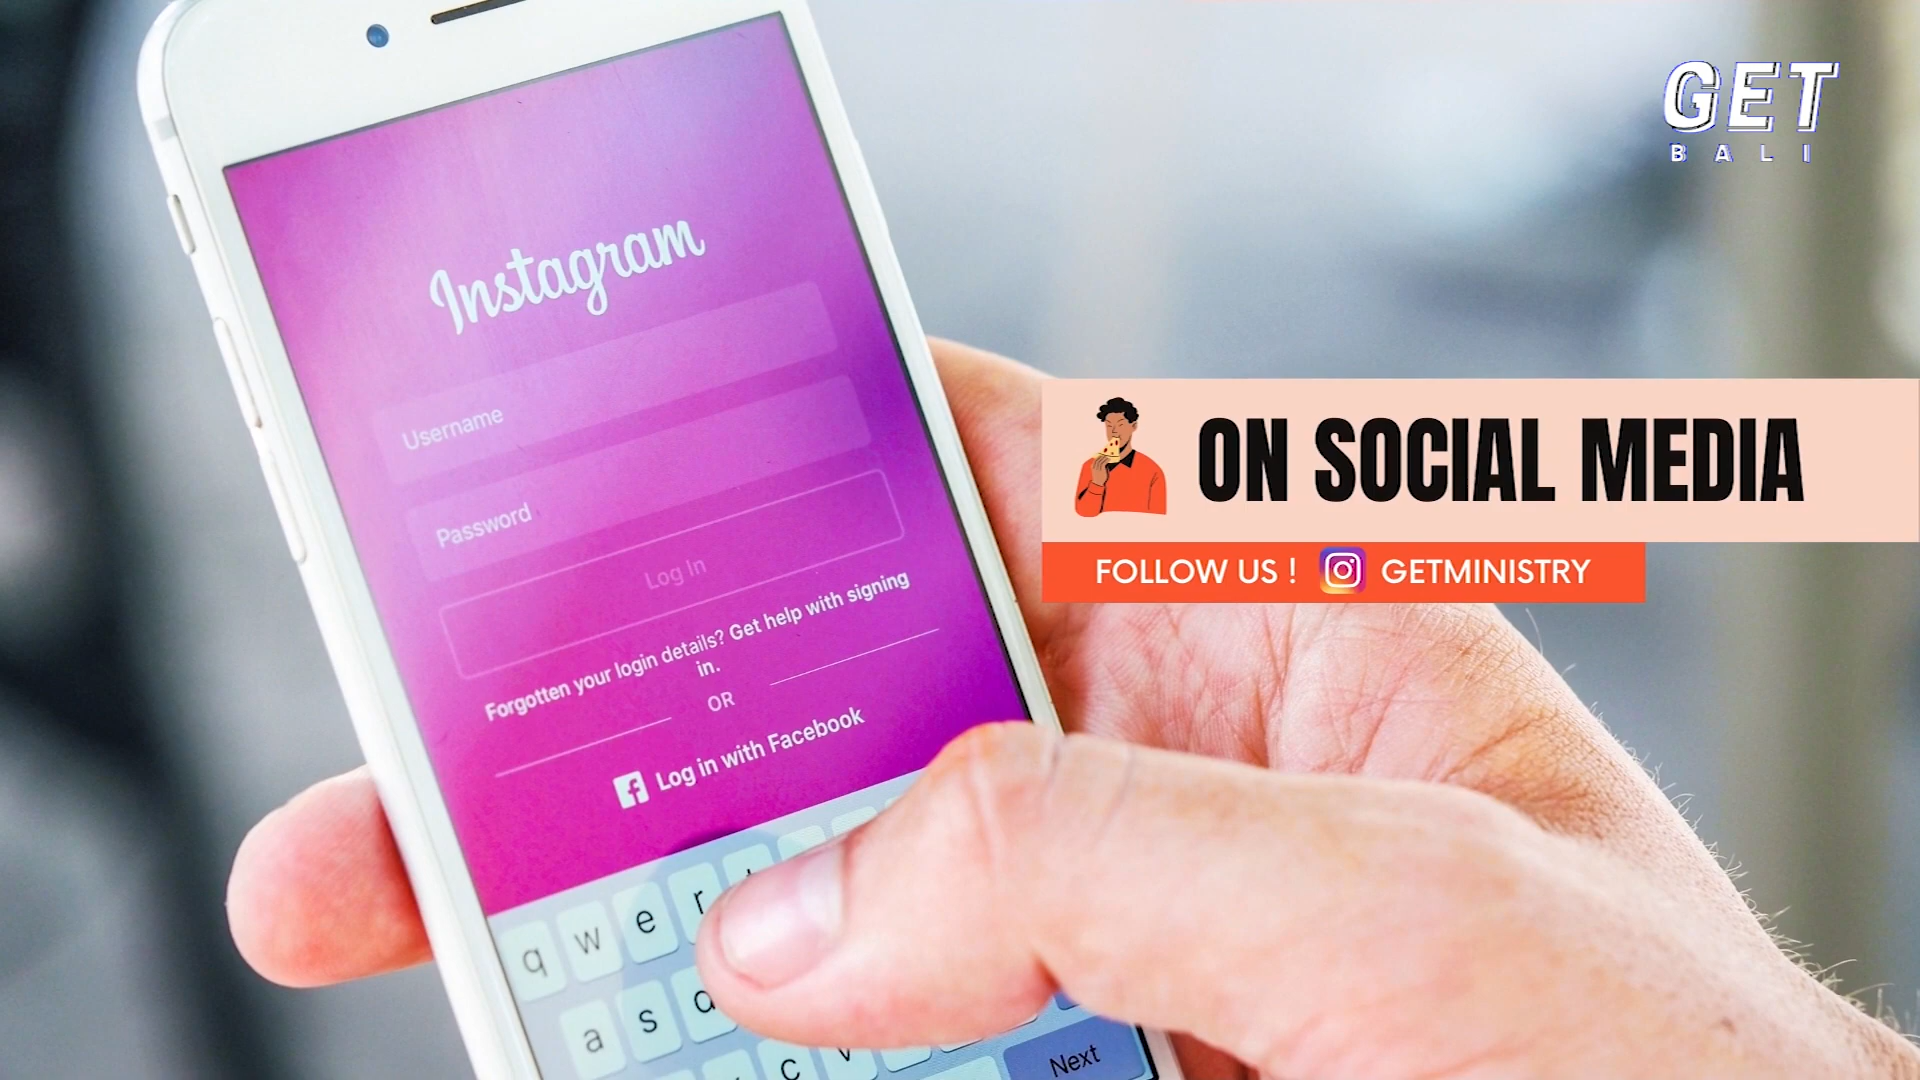 GET
BALI
Instagram
Username
Password
Log In
Forgotten your login details? Get help with signing
in.
OR
Log in with Facebook
q w e r
a s
c v
Next
ON SOCIAL MEDIA
FOLLOW US ! GETMINISTRY